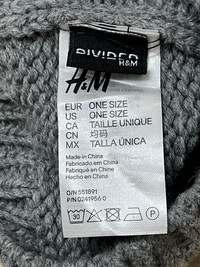 DIVIDED
H&M
H&M
EUR ONE SIZE
US ONE SIZE
CA TAILLE UNIQUE
CN 均码
MX TALLA ÚNICA
Made in China
Fabricado em China
Fabriqué en Chine
Hecho en China
O/N 551891
P/N 0241956 0
30
P